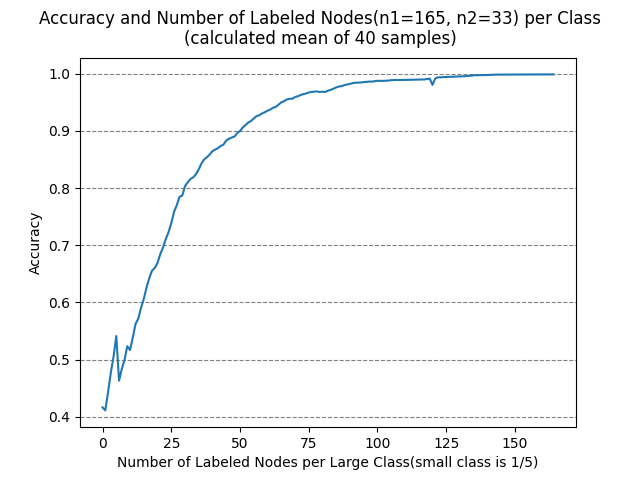 Accuracy and Number of Labeled Nodes(n1=165, n2=33) per Class
(calculated mean of 40 samples)
1.0
0.9
0.8
0.7
0.6
0.5
0.4
Accuracy
0 25 50 75 100 125 150
Number of Labeled Nodes per Large Class(small class is 1/5)